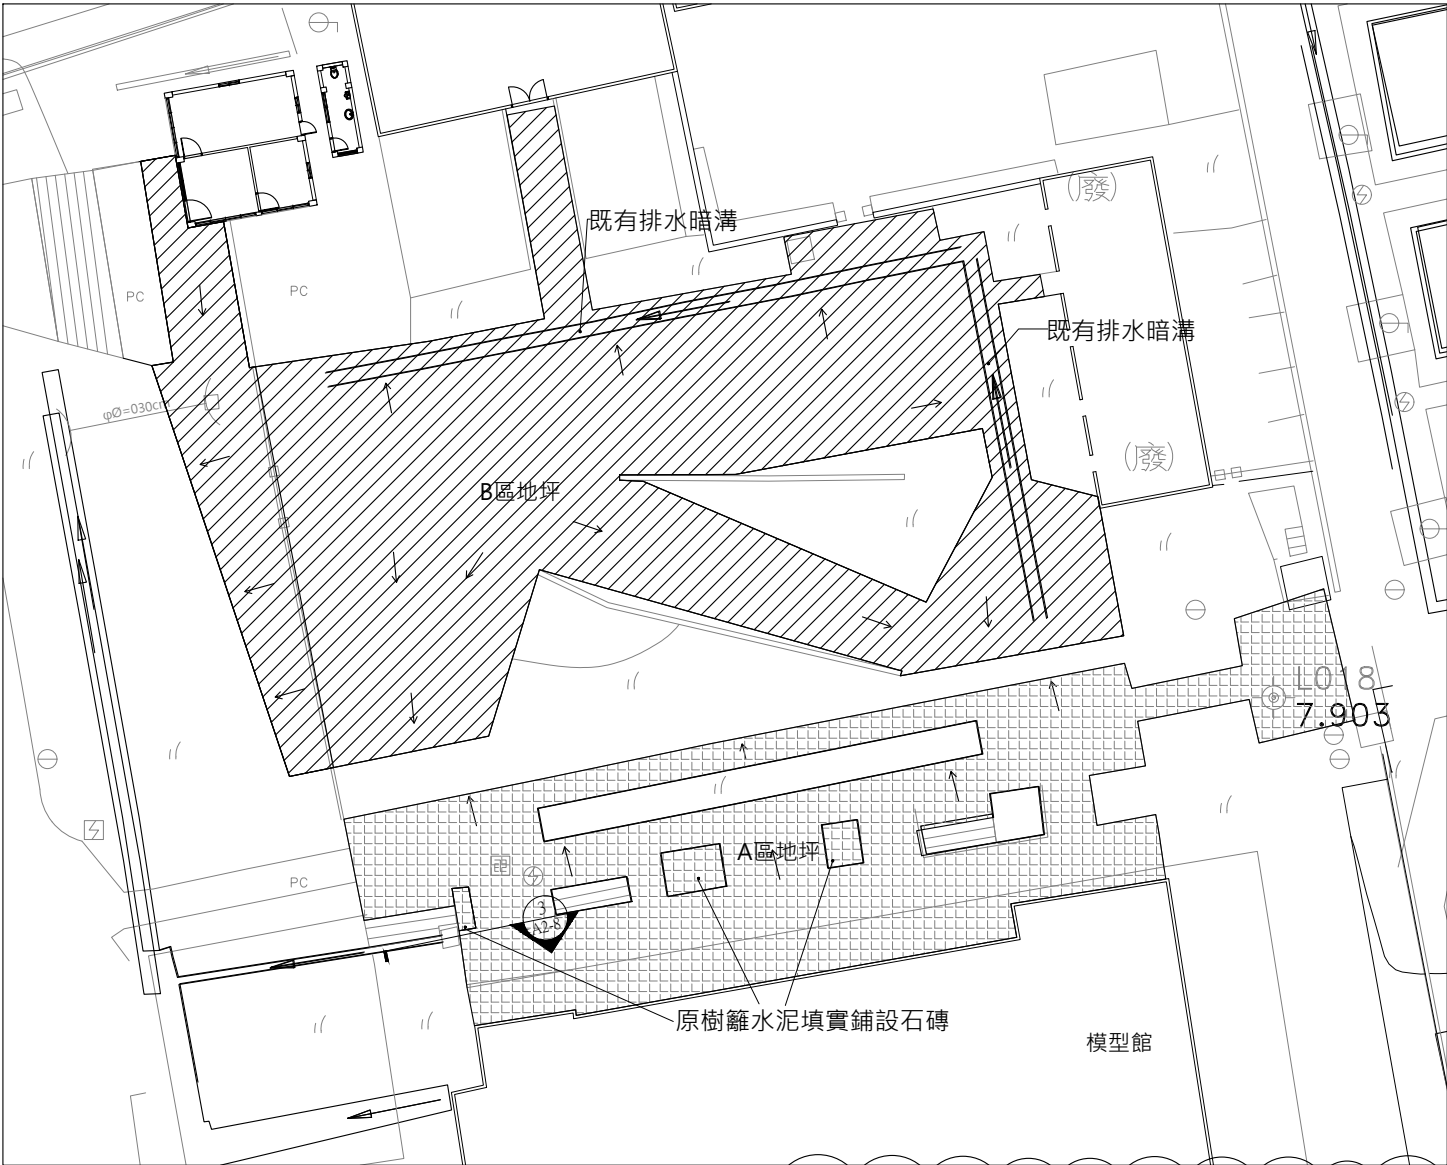 (廢)
既有排水暗溝
PC
PC
既有排水暗溝
φØ=030cm
(廢)
B區地坪
L018
7.903
A區地坪
PC
3
A2-8
原樹籬水泥填實鋪設石磚
模型館